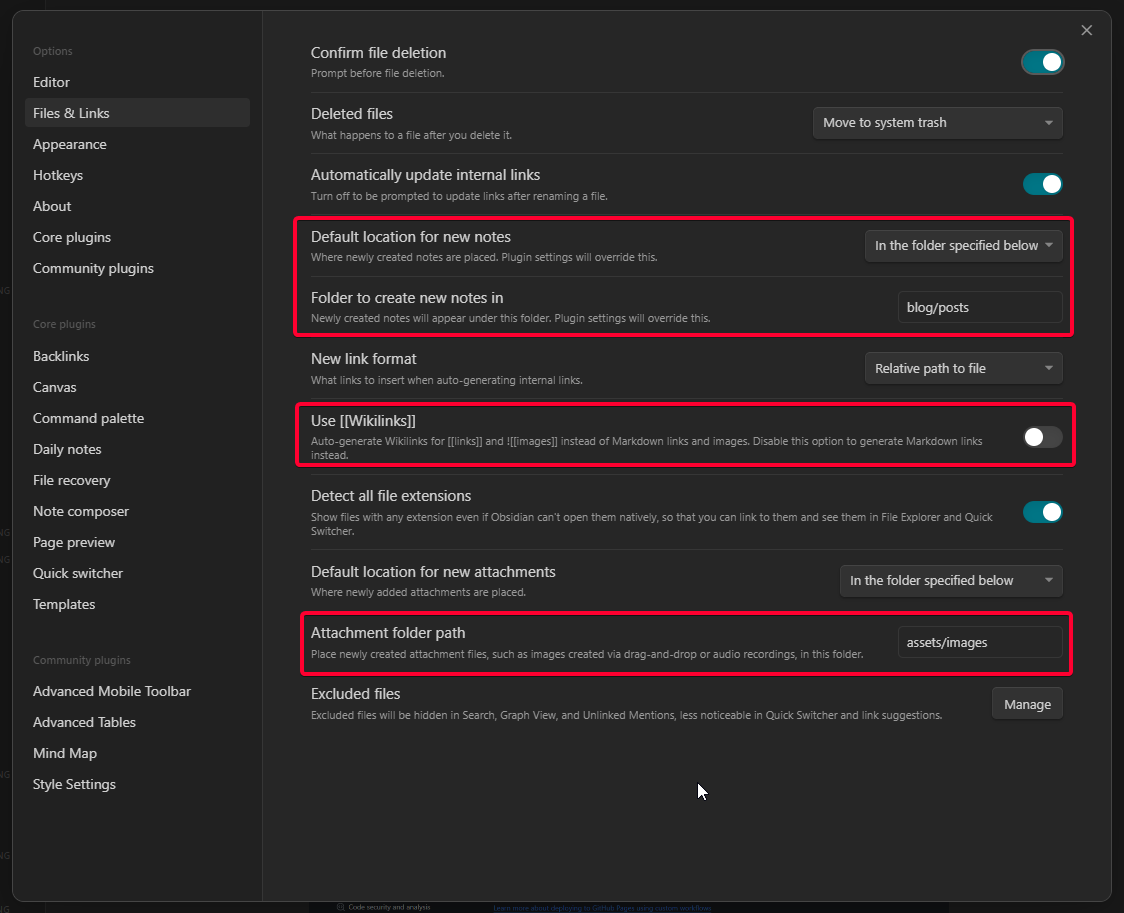 Options
Editor
Files & Links
Appearance
Hotkeys
About
Core plugins
Community plugins
Core plugins
Backlinks
Canvas
Command palette
Daily notes
File recovery
Note composer
Page preview
Quick switcher
Templates
Community plugins
Advanced Mobile Toolbar
Advanced Tables
Mind Map
Style Settings
Confirm file deletion
Prompt before file deletion.
Deleted files
What happens to a file after you delete it.
Move to system trash
Automatically update internal links
Turn off to be prompted to update links after renaming a file.
Default location for new notes
Where newly created notes are placed. Plugin settings will override this.
In the folder specified below
Folder to create new notes in
Newly created notes will appear under this folder. Plugin settings will override this.
blog/posts
New link format
What links to insert when auto-generating internal links.
Relative path to file
Use [[Wikilinks]]
Auto-generate Wikilinks for [[links]] and ![[images]] instead of Markdown links and images. Disable this option to generate Markdown links
instead.
Detect all file extensions
Show files with any extension even if Obsidian can't open them natively, so that you can link to them and see them in File Explorer and Quick
Switcher.
Default location for new attachments
Where newly added attachments are placed.
In the folder specified below
Attachment folder path
Place newly created attachment files, such as images created via drag-and-drop or audio recordings, in this folder.
assets/images
Excluded files
Excluded files will be hidden in Search, Graph View, and Unlinked Mentions, less noticeable in Quick Switcher and link suggestions.
Manage
Code security and analysis
Learn more about deploying to GitHub Pages using custom workflows